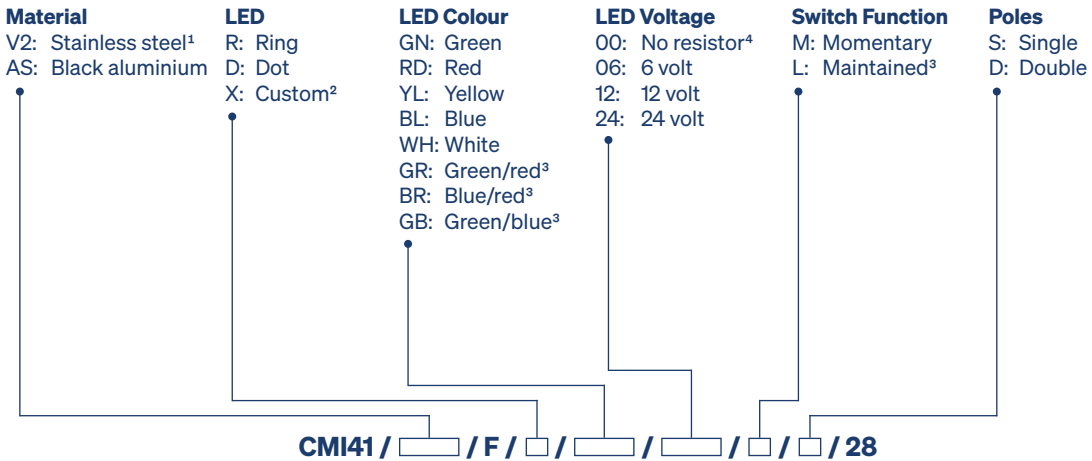 Material
V2: Stainless steel¹
AS: Black aluminium
LED
R: Ring
D: Dot
X: Custom²
LED Colour
GN: Green
RD: Red
YL: Yellow
BL: Blue
WH: White
GR: Green/red³
BR: Blue/red³
GB: Green/blue³
LED Voltage
00: No resistor⁴
06: 6 volt
12: 12 volt
24: 24 volt
Switch Function
M: Momentary
L: Maintained³
Poles
S: Single
D: Double
CMI41 / / F / / / / / / 28